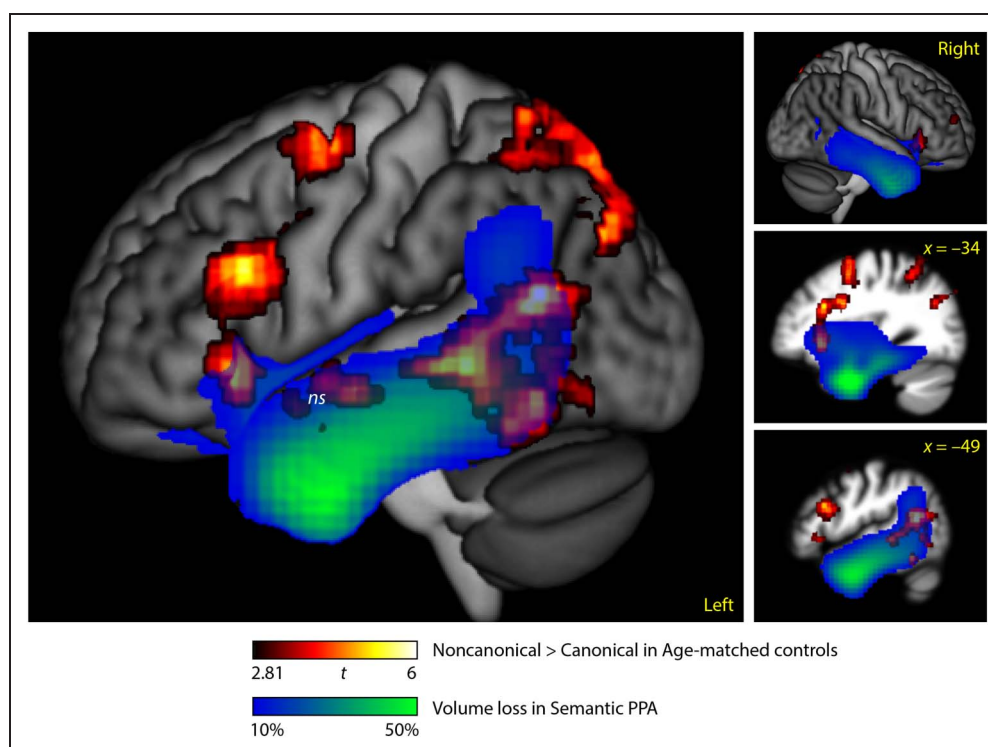 Right
x = –34
x = –49
ns
Left
Noncanonical > Canonical in Age-matched controls
2.81 t 6
Volume loss in Semantic PPA
10% 50%